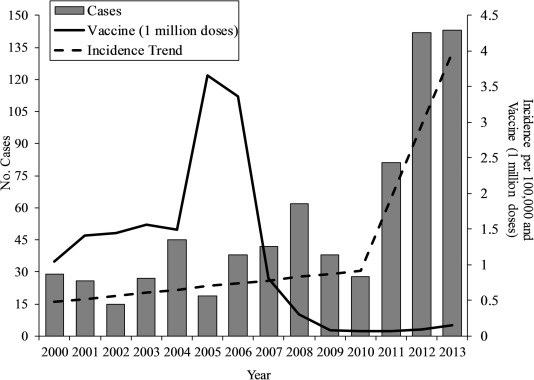 Cases
Vaccine (1 million doses)
Incidence Trend
150
135
120
105
90
75
60
45
30
15
0
No. Cases
4.5
4
3.5
3
2.5
2
1.5
1
0.5
0
Incidence per 100,000 and
Vaccine (1 million doses)
2000 2001 2002 2003 2004 2005 2006 2007 2008 2009 2010 2011 2012 2013
Year